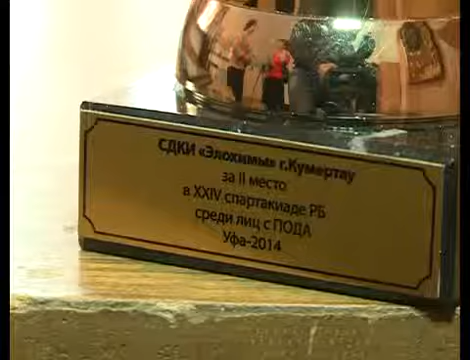 СДКИ «Элохимы» г.Кумертау
за II место
в XXIV спартакиаде РБ
среди лиц с ПОДА
Уфа-2014